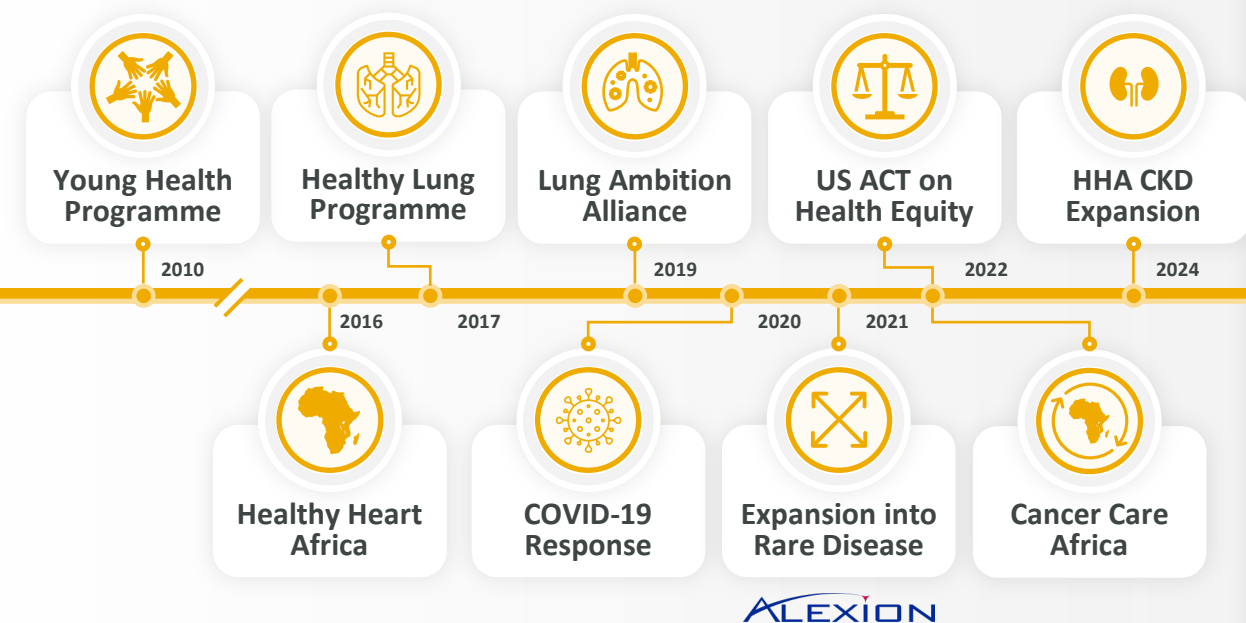 Young Health
Programme
Healthy Lung
Programme
Lung Ambition
Alliance
US ACT on
Health Equity
HHA CKD
Expansion
2010
2019
2022
2024
2016
2017
2020
2021
Healthy Heart
Africa
COVID-19
Response
Expansion into
Rare Disease
Cancer Care
Africa
ALEXION